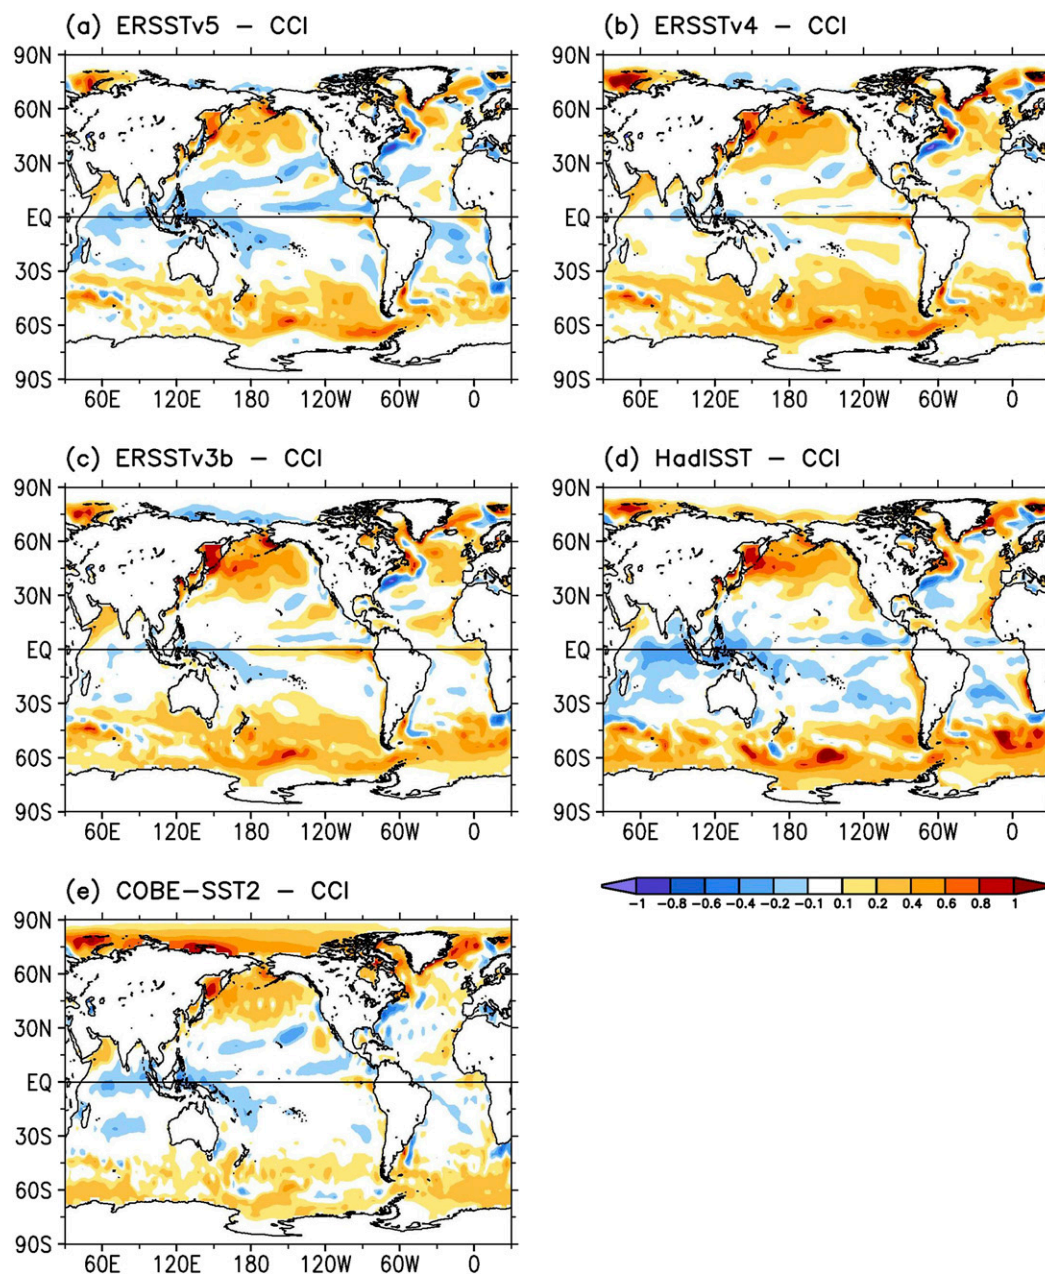 (a) ERSSTv5 – CCI
90N
60N
30N
EQ
30S
60S
90S
60E 120E 180 120W 60W 0
(b) ERSSTv4 – CCI
90N
60N
30N
EQ
30S
60S
90S
60E 120E 180 120W 60W 0
(c) ERSSTv3b – CCI
90N
60N
30N
EQ
30S
60S
90S
60E 120E 180 120W 60W 0
(d) HadISST – CCI
90N
60N
30N
EQ
30S
60S
90S
60E 120E 180 120W 60W 0
(e) COBE–SST2 – CCI
90N
60N
30N
EQ
30S
60S
90S
60E 120E 180 120W 60W 0
-1 -0.8 -0.6 -0.4 -0.2 -0.1 0.1 0.2 0.4 0.6 0.8 1